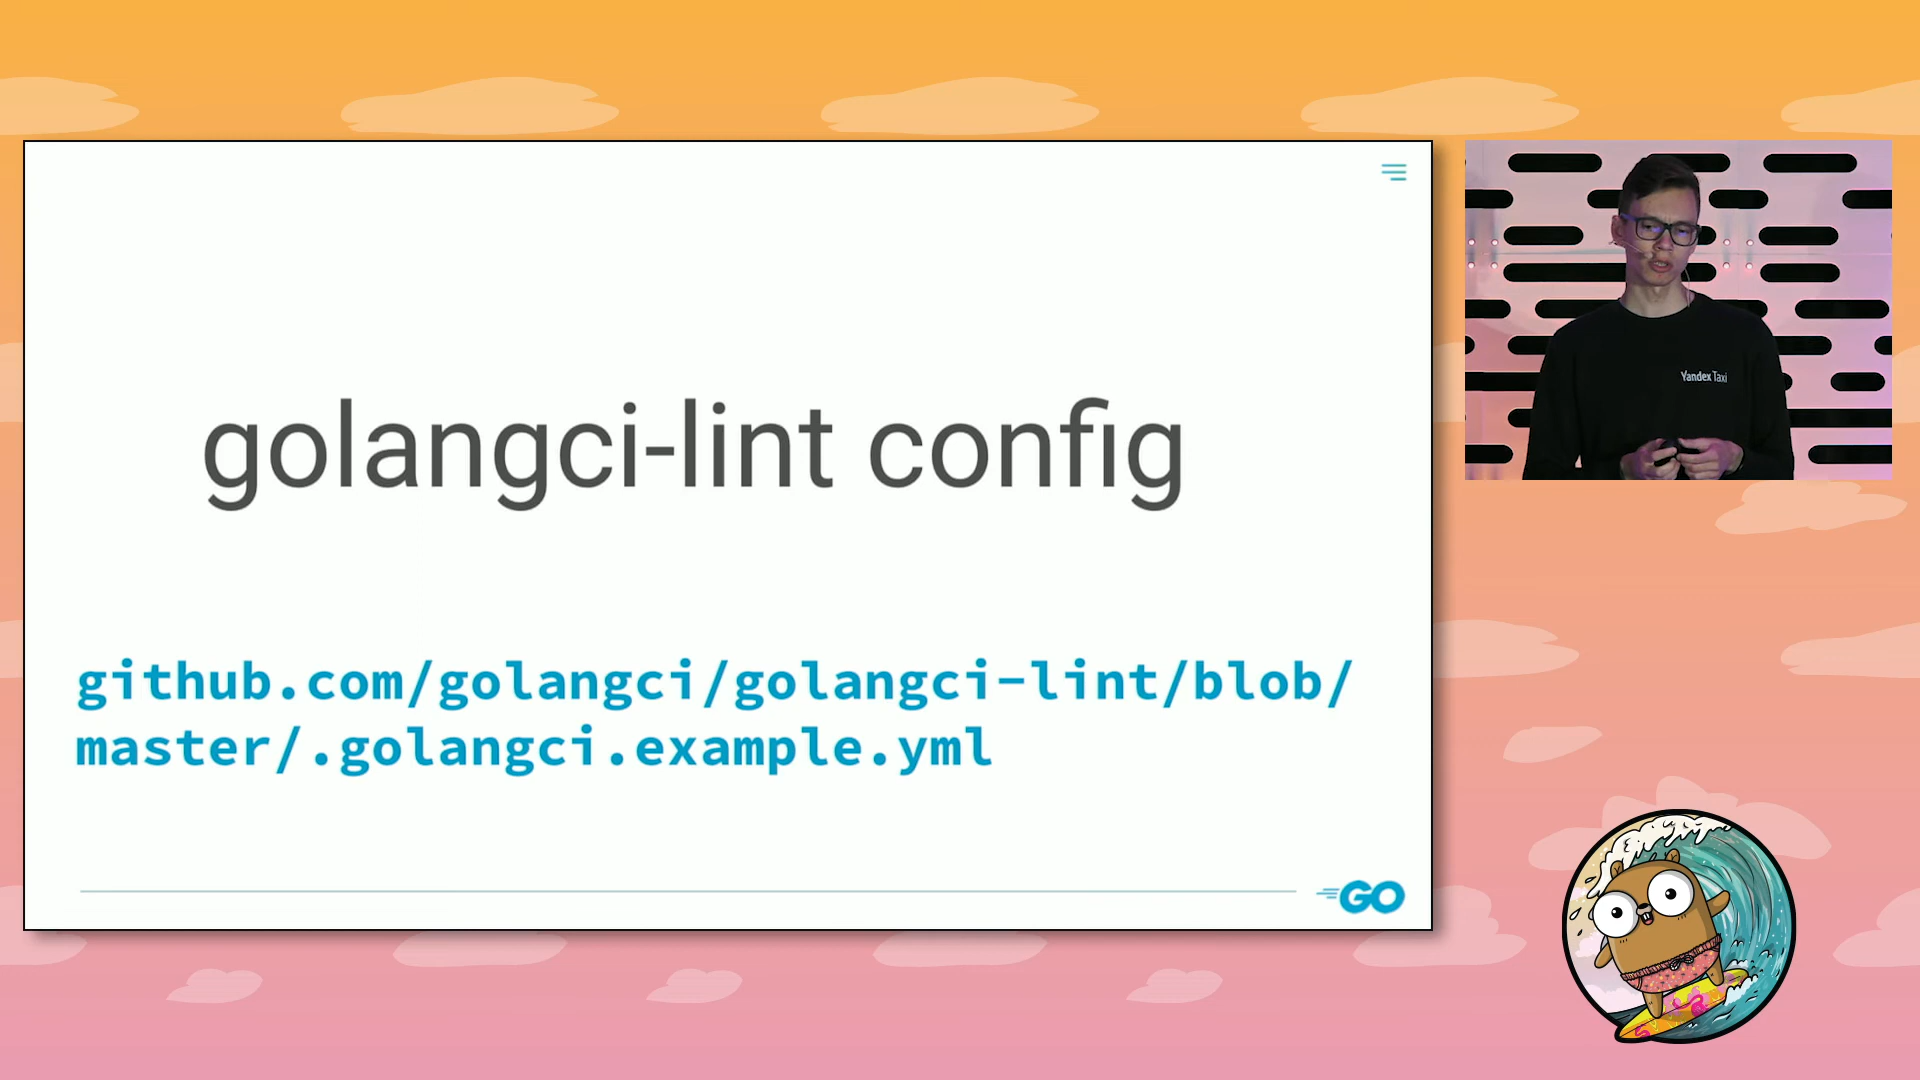 golangci-lint config
github.com/golangci/golangci-lint/blob/
master/.golangci.example.yml
GO
Yandex Taxi